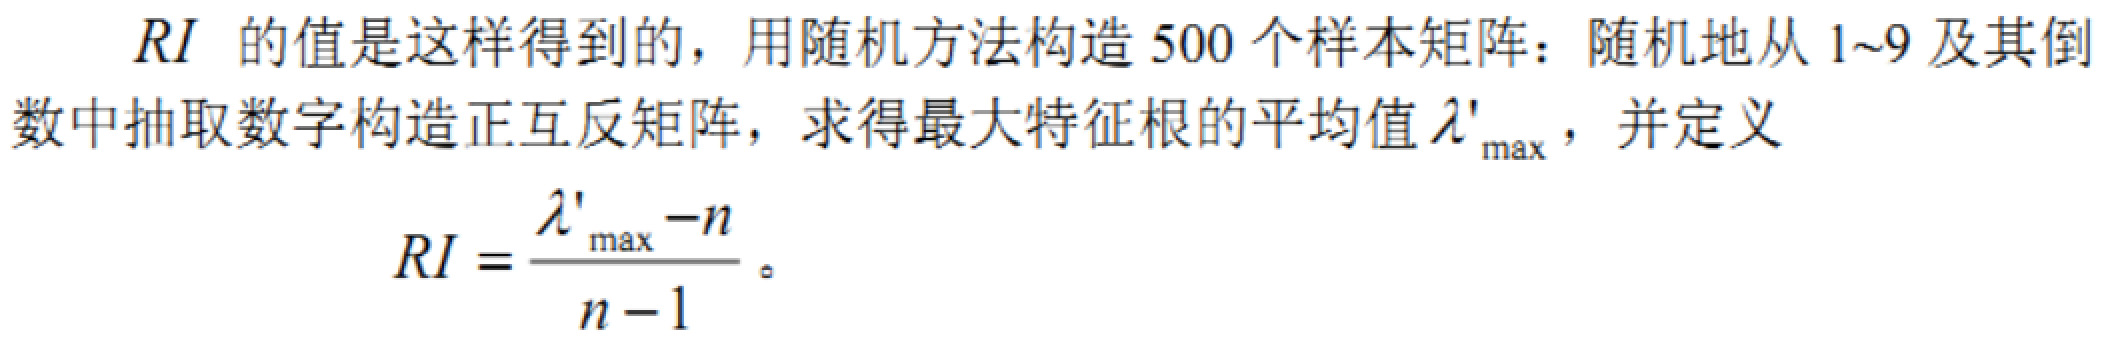 RI 的值是这样得到的，用随机方法构造 500 个样本矩阵：随机地从 1~9 及其倒
数中抽取数字构造正互反矩阵，求得最大特征根的平均值 λ'max，并定义
RI = (λ'max − n) / (n − 1)。